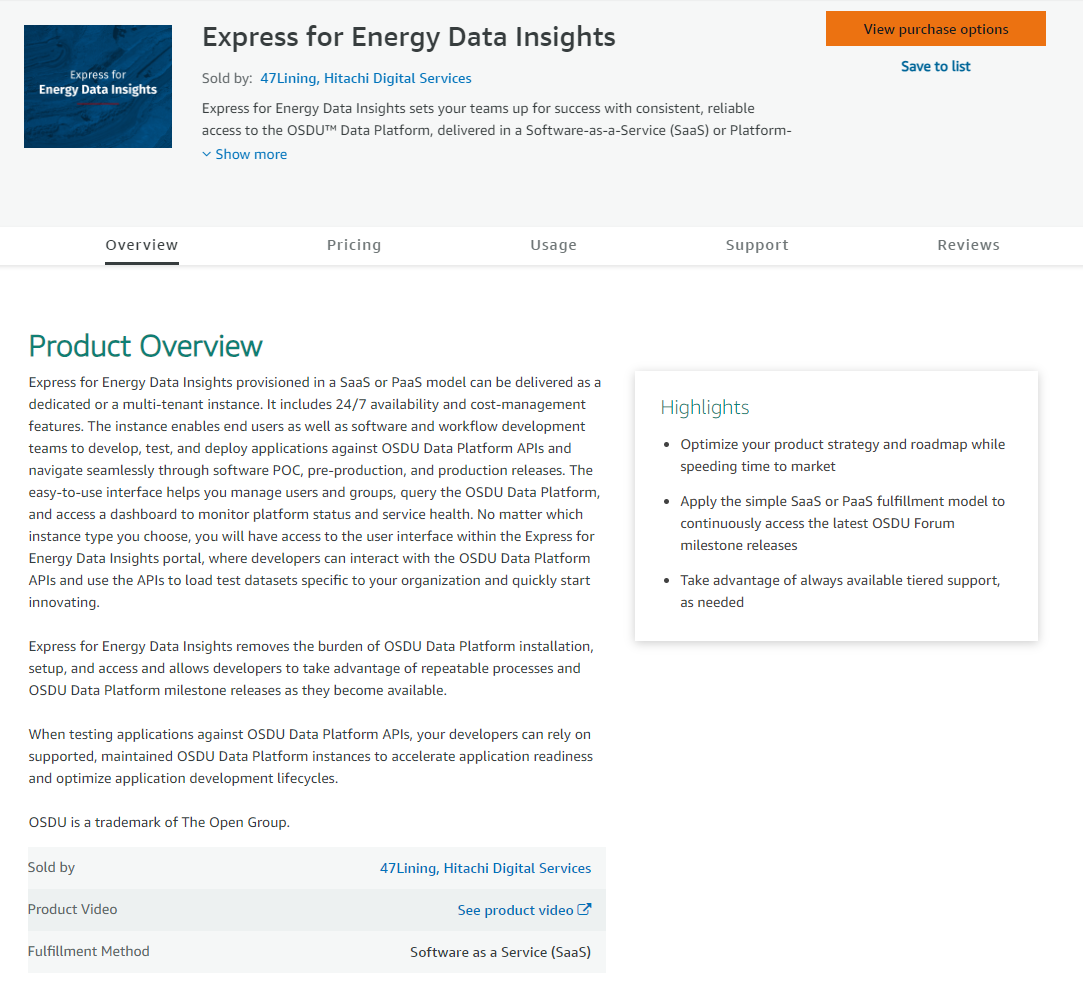 Express for
Energy Data Insights
Express for Energy Data Insights
Sold by: 47Lining, Hitachi Digital Services
Express for Energy Data Insights sets your teams up for success with consistent, reliable
access to the OSDU™ Data Platform, delivered in a Software-as-a-Service (SaaS) or Platform-
Show more
View purchase options
Save to list
Overview
Pricing
Usage
Support
Reviews
Product Overview
Express for Energy Data Insights provisioned in a SaaS or PaaS model can be delivered as a
dedicated or a multi-tenant instance. It includes 24/7 availability and cost-management
features. The instance enables end users as well as software and workflow development
teams to develop, test, and deploy applications against OSDU Data Platform APIs and
navigate seamlessly through software POC, pre-production, and production releases. The
easy-to-use interface helps you manage users and groups, query the OSDU Data Platform,
and access a dashboard to monitor platform status and service health. No matter which
instance type you choose, you will have access to the user interface within the Express for
Energy Data Insights portal, where developers can interact with the OSDU Data Platform
APIs and use the APIs to load test datasets specific to your organization and quickly start
innovating.
Express for Energy Data Insights removes the burden of OSDU Data Platform installation,
setup, and access and allows developers to take advantage of repeatable processes and
OSDU Data Platform milestone releases as they become available.
When testing applications against OSDU Data Platform APIs, your developers can rely on
supported, maintained OSDU Data Platform instances to accelerate application readiness
and optimize application development lifecycles.
OSDU is a trademark of The Open Group.
Sold by 47Lining, Hitachi Digital Services
Product Video See product video
Fulfillment Method Software as a Service (SaaS)
Highlights
• Optimize your product strategy and roadmap while
speeding time to market
• Apply the simple SaaS or PaaS fulfillment model to
continuously access the latest OSDU Forum
milestone releases
• Take advantage of always available tiered support,
as needed